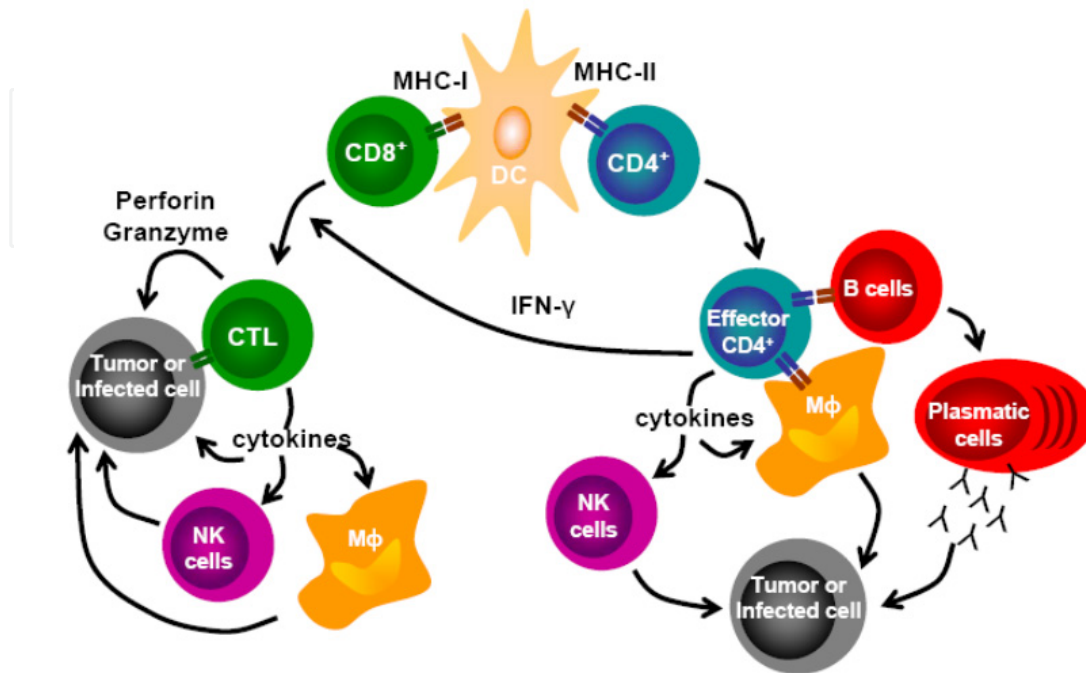 MHC-I
MHC-II
CD8⁺
DC
CD4⁺
Perforin
Granzyme
IFN-γ
B cells
Effector
CD4⁺
CTL
Tumor or
Infected cell
Mϕ
Plasmatic
cells
cytokines
cytokines
NK
cells
Mϕ
NK
cells
Tumor or
Infected cell